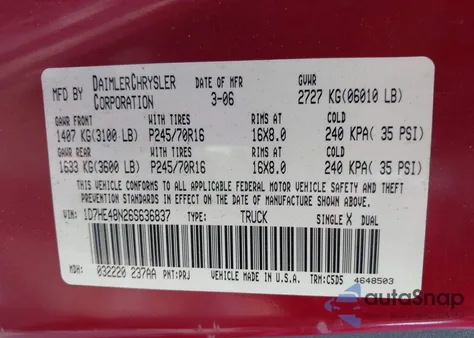 MFD BY DAIMLERCHRYSLER CORPORATION DATE OF MFR 3-06 GVWR 2727 KG(06010 LB)
GAWR FRONT WITH TIRES RIMS AT COLD
1407 KG(3100 LB) P245/70R16 16X8.0 240 KPA( 35 PSI)
GAWR REAR WITH TIRES RIMS AT COLD
1633 KG(3600 LB) P245/70R16 16X8.0 240 KPA( 35 PSI)
THIS VEHICLE CONFORMS TO ALL APPLICABLE FEDERAL MOTOR VEHICLE SAFETY AND THEFT
PREVENTION STANDARDS IN EFFECT ON THE DATE OF MANUFACTURE SHOWN ABOVE.
VIN: 1D7HE48N26S636837 TYPE: TRUCK SINGLE X DUAL
MDH: 032220 237AA PNT:PRJ VEHICLE MADE IN U.S.A. TRM:C5D5 4648503
autoSnap